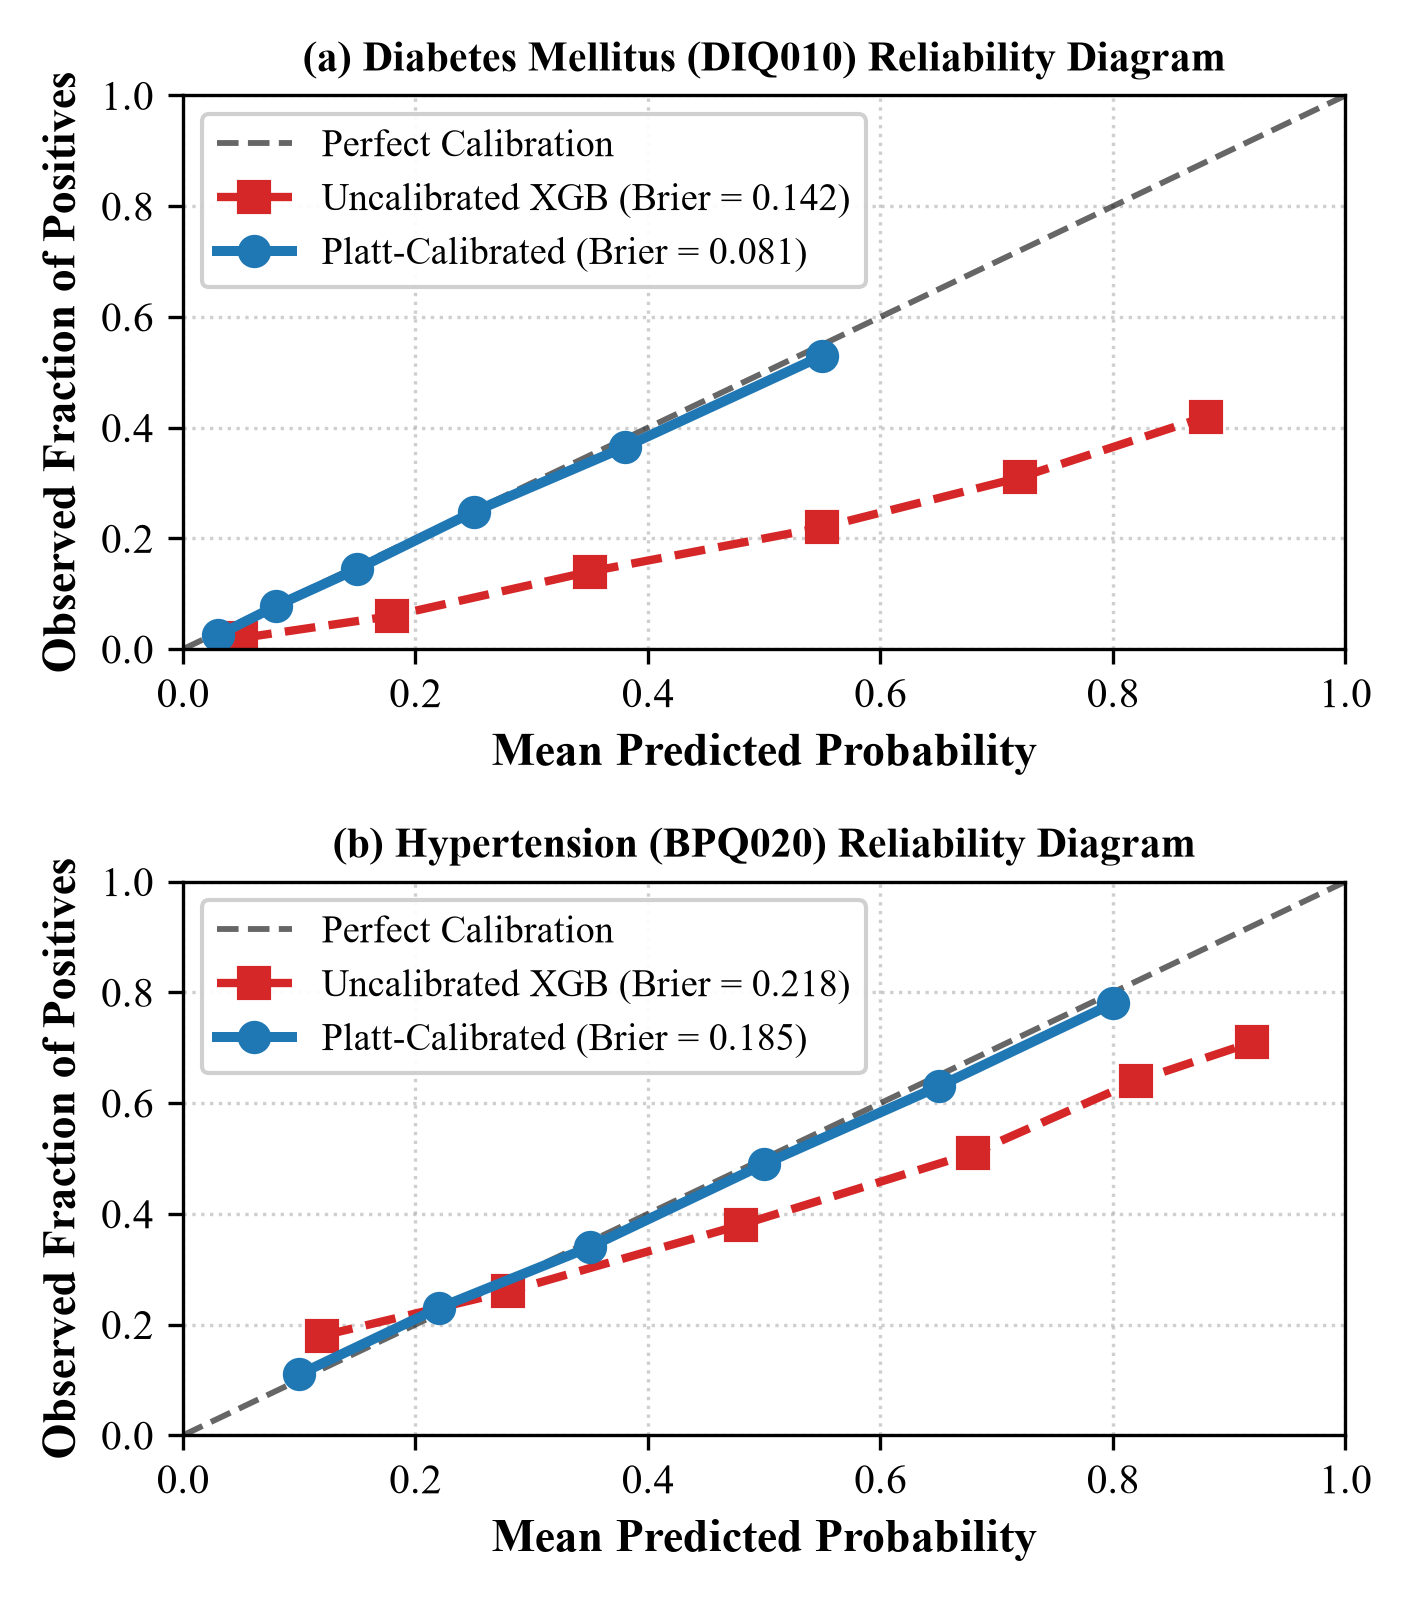 (a) Diabetes Mellitus (DIQ010) Reliability Diagram
Observed Fraction of Positives
1.0
0.8
0.6
0.4
0.2
0.0
Perfect Calibration
Uncalibrated XGB (Brier = 0.142)
Platt-Calibrated (Brier = 0.081)
0.0 0.2 0.4 0.6 0.8 1.0
Mean Predicted Probability
(b) Hypertension (BPQ020) Reliability Diagram
Observed Fraction of Positives
1.0
0.8
0.6
0.4
0.2
0.0
Perfect Calibration
Uncalibrated XGB (Brier = 0.218)
Platt-Calibrated (Brier = 0.185)
0.0 0.2 0.4 0.6 0.8 1.0
Mean Predicted Probability